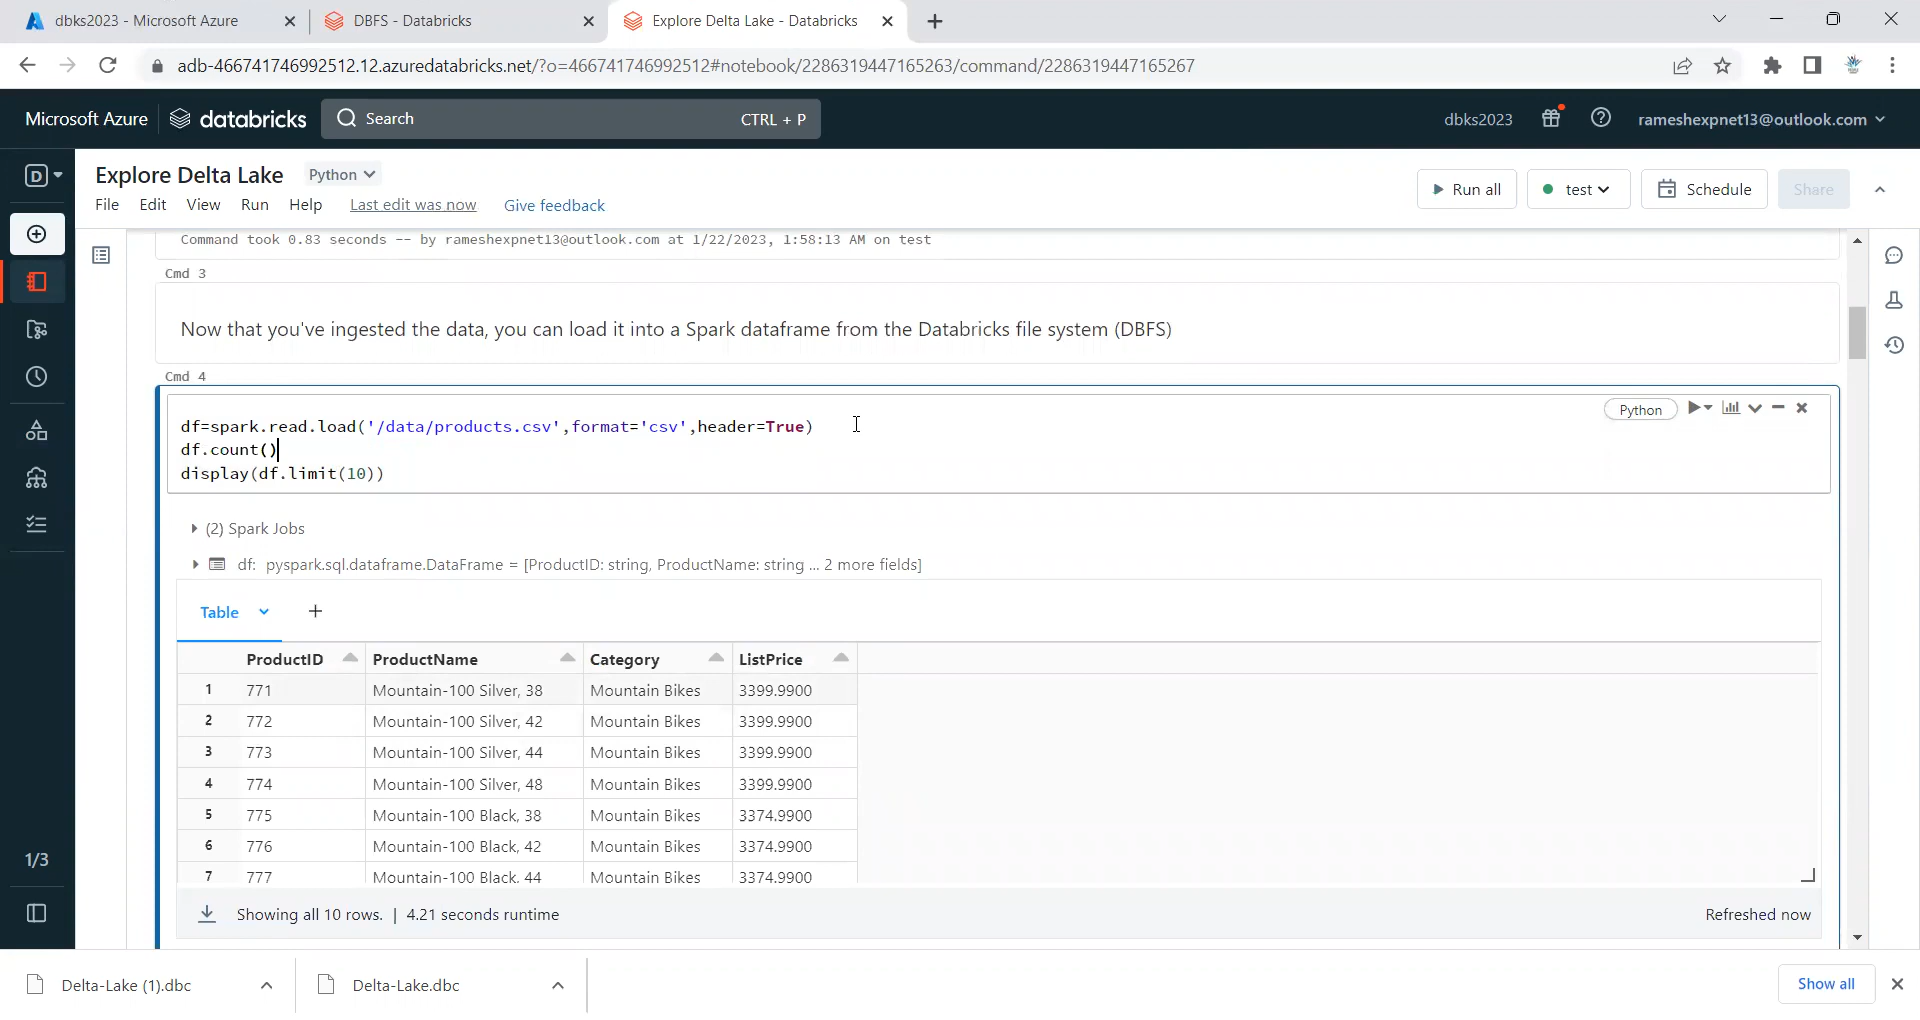 dbks2023 - Microsoft Azure
DBFS - Databricks
Explore Delta Lake - Databricks
adb-466741746992512.12.azuredatabricks.net/?o=466741746992512#notebook/2286319447165263/command/2286319447165267
Microsoft Azure
databricks
Search
CTRL + P
dbks2023
rameshexpnet13@outlook.com
D
Explore Delta Lake
Python
File Edit View Run Help Last edit was now Give feedback
Run all
test
Schedule
Share
Command took 0.83 seconds -- by rameshexpnet13@outlook.com at 1/22/2023, 1:58:13 AM on test
Cmd 3
Now that you've ingested the data, you can load it into a Spark dataframe from the Databricks file system (DBFS)
Cmd 4
Python
df=spark.read.load('/data/products.csv',format='csv',header=True)
df.count()
display(df.limit(10))
(2) Spark Jobs
df: pyspark.sql.dataframe.DataFrame = [ProductID: string, ProductName: string ... 2 more fields]
Table
ProductID ProductName Category ListPrice
1 771 Mountain-100 Silver, 38 Mountain Bikes 3399.9900
2 772 Mountain-100 Silver, 42 Mountain Bikes 3399.9900
3 773 Mountain-100 Silver, 44 Mountain Bikes 3399.9900
4 774 Mountain-100 Silver, 48 Mountain Bikes 3399.9900
5 775 Mountain-100 Black, 38 Mountain Bikes 3374.9900
6 776 Mountain-100 Black, 42 Mountain Bikes 3374.9900
7 777 Mountain-100 Black, 44 Mountain Bikes 3374.9900
Showing all 10 rows. | 4.21 seconds runtime
Refreshed now
1/3
Delta-Lake (1).dbc
Delta-Lake.dbc
Show all